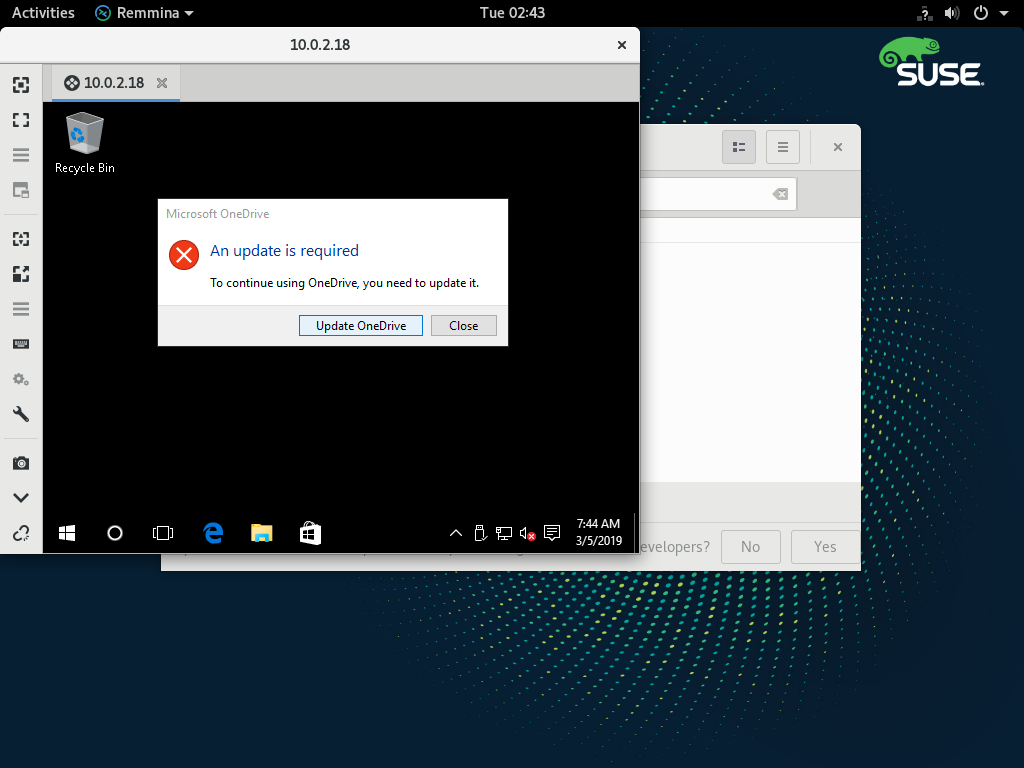 Activities
Remmina
Tue 02:43
10.0.2.18
SUSE
10.0.2.18
Recycle Bin
Microsoft OneDrive
An update is required
To continue using OneDrive, you need to update it.
Update OneDrive
Close
7:44 AM
3/5/2019
evelopers?
No
Yes